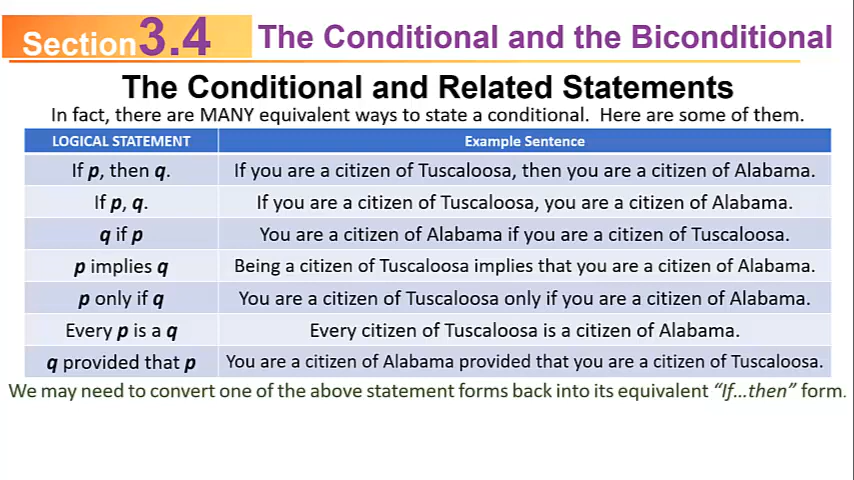 Section 3.4 The Conditional and the Biconditional
The Conditional and Related Statements
In fact, there are MANY equivalent ways to state a conditional. Here are some of them.
LOGICAL STATEMENT Example Sentence
If p, then q. If you are a citizen of Tuscaloosa, then you are a citizen of Alabama.
If p, q. If you are a citizen of Tuscaloosa, you are a citizen of Alabama.
q if p You are a citizen of Alabama if you are a citizen of Tuscaloosa.
p implies q Being a citizen of Tuscaloosa implies that you are a citizen of Alabama.
p only if q You are a citizen of Tuscaloosa only if you are a citizen of Alabama.
Every p is a q Every citizen of Tuscaloosa is a citizen of Alabama.
q provided that p You are a citizen of Alabama provided that you are a citizen of Tuscaloosa.
We may need to convert one of the above statement forms back into its equivalent “If…then” form.